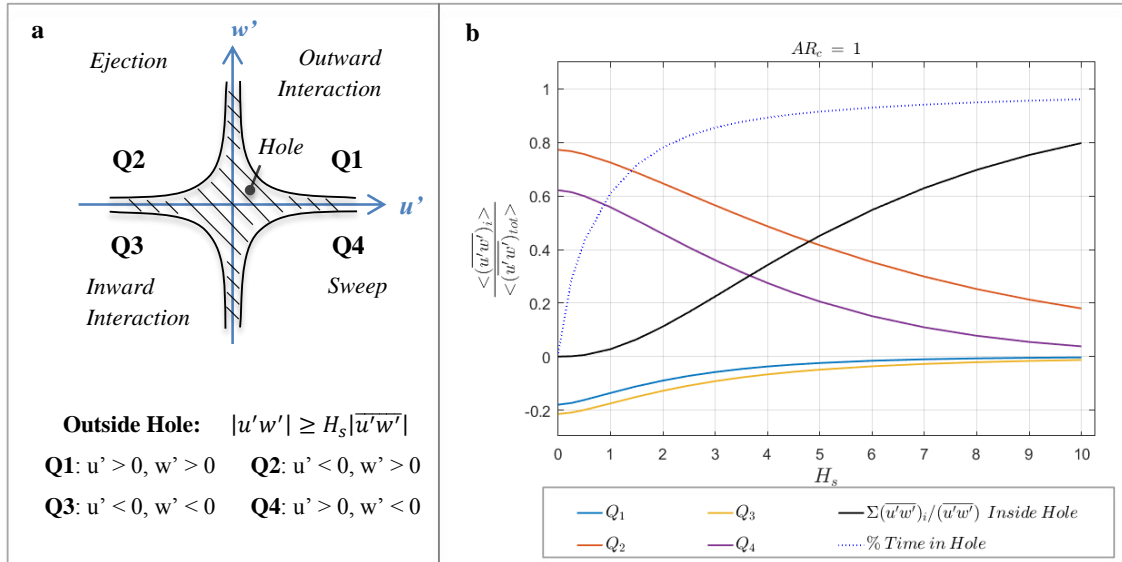 a
w'
Ejection
Outward
Interaction
Hole
Q2
Q1
u'
Q3
Q4
Inward
Interaction
Sweep
Outside Hole: |u'w'| ≥ H_s|\overline{u'w'}|
Q1: u' > 0, w' > 0 Q2: u' < 0, w' > 0
Q3: u' < 0, w' < 0 Q4: u' > 0, w' < 0
b
AR_c = 1
<(\overline{u'w'})_i>
<(\overline{u'w'})_{tot}>
1
0.8
0.6
0.4
0.2
0
-0.2
0 1 2 3 4 5 6 7 8 9 10
H_s
Q_1 Q_3 Σ(\overline{u'w'})_i/(\overline{u'w'}) Inside Hole
Q_2 Q_4 % Time in Hole